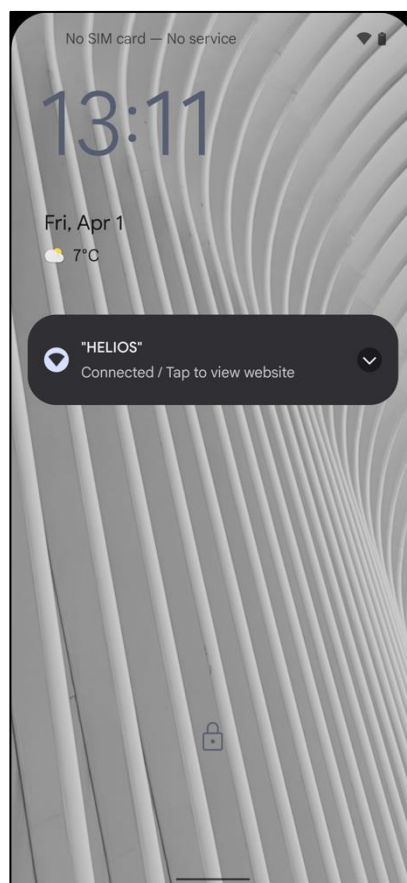 No SIM card — No service
13:11
Fri, Apr 1
7°C
"HELIOS"
Connected / Tap to view website